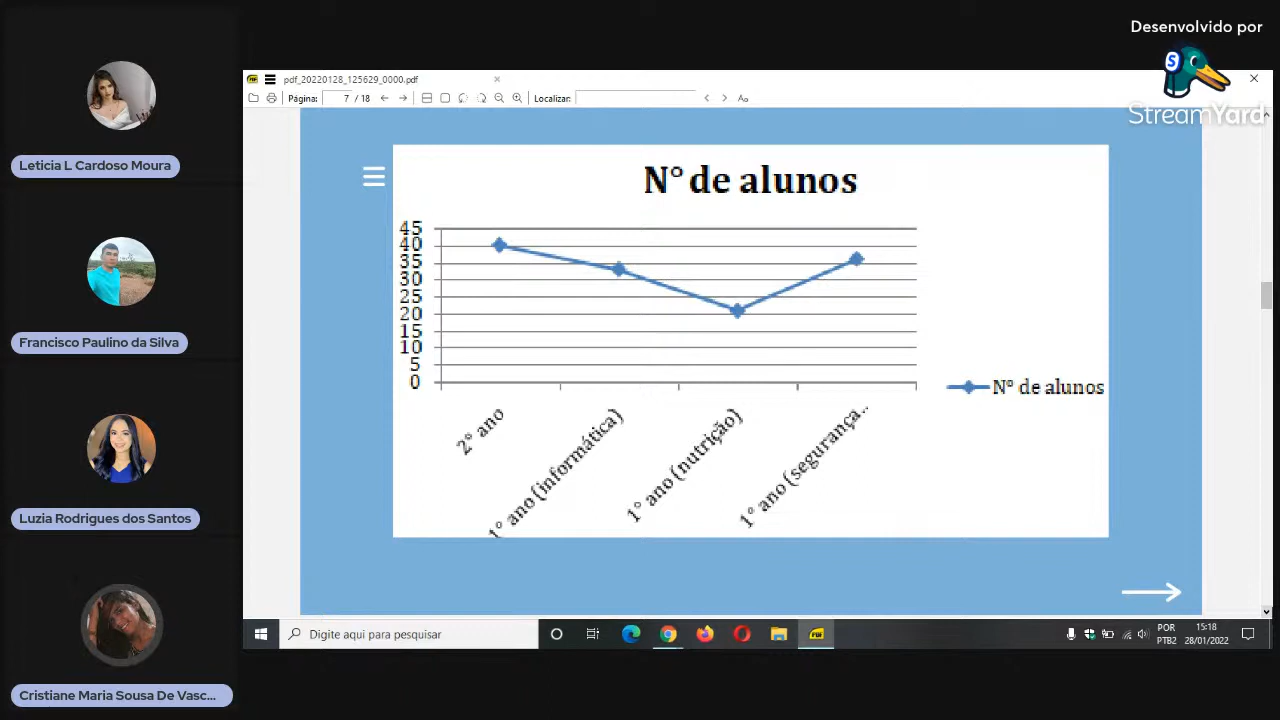 Desenvolvido por
StreamYard
Leticia L Cardoso Moura
Francisco Paulino da Silva
Luzia Rodrigues dos Santos
Cristiane Maria Sousa De Vasc...
pdf_20220128_125629_0000.pdf
Página: 7 / 18
Localizar:
N° de alunos
45
40
35
30
25
20
15
10
5
0
2° ano
1° ano (informática)
1° ano (nutrição)
1° ano (segurança..
N° de alunos
Digite aqui para pesquisar
PDF
POR
PTB2
15:18
28/01/2022